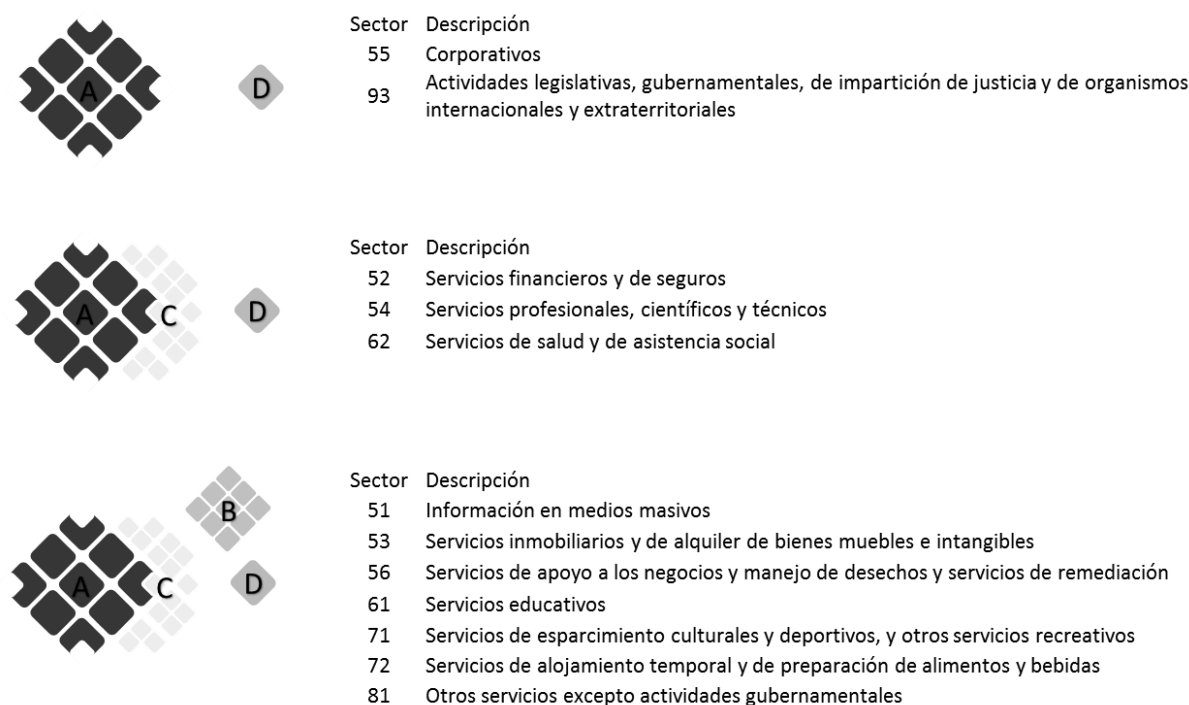 A
D
Sector Descripción
55 Corporativos
93 Actividades legislativas, gubernamentales, de impartición de justicia y de organismos
internacionales y extraterritoriales
A
C
D
Sector Descripción
52 Servicios financieros y de seguros
54 Servicios profesionales, científicos y técnicos
62 Servicios de salud y de asistencia social
A
C
B
D
Sector Descripción
51 Información en medios masivos
53 Servicios inmobiliarios y de alquiler de bienes muebles e intangibles
56 Servicios de apoyo a los negocios y manejo de desechos y servicios de remediación
61 Servicios educativos
71 Servicios de esparcimiento culturales y deportivos, y otros servicios recreativos
72 Servicios de alojamiento temporal y de preparación de alimentos y bebidas
81 Otros servicios excepto actividades gubernamentales